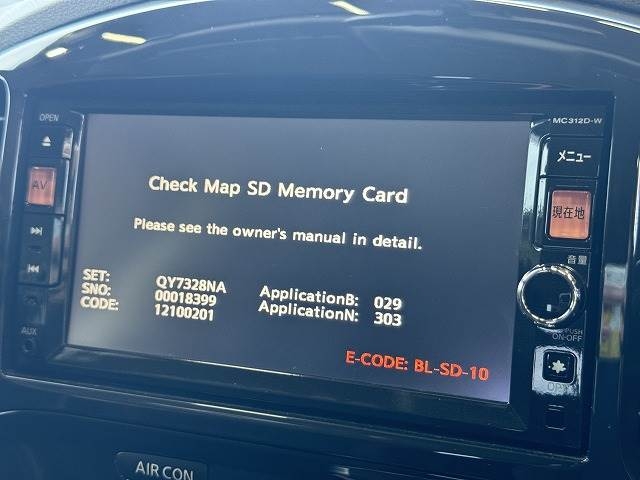 OPEN
MC312D-W
メニュー
AV
現在地
Check Map SD Memory Card
Please see the owner's manual in detail.
音量
SET: QY7328NA ApplicationB: 029
SNO: 00018399 ApplicationN: 303
CODE: 12100201
PUSH
ON-OFF
AUX
E-CODE: BL-SD-10
AIR CON